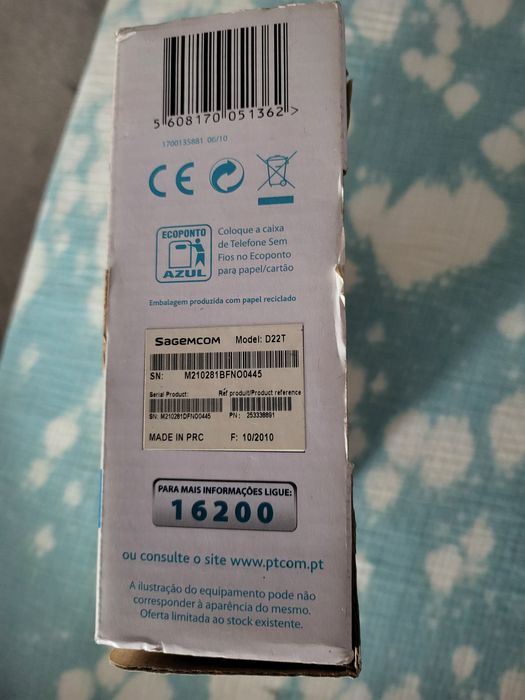 5 608170 051362 >
1700135881 06/10
CE
ECOPONTO
AZUL
Coloque a caixa
de Telefone Sem
Fios no Ecoponto
para papel/cartão
Embalagem produzida com papel reciclado
SAGEMCOM Model: D22T
SN: M210281BFNO0445
Serial Product: Réf produit/Product reference
SN: M210281DFNO0445 PN: 253338891
MADE IN PRC F: 10/2010
PARA MAIS INFORMAÇÕES LIGUE:
16200
ou consulte o site www.ptcom.pt
A ilustração do equipamento pode não
corresponder à aparência do mesmo.
Oferta limitada ao stock existente.